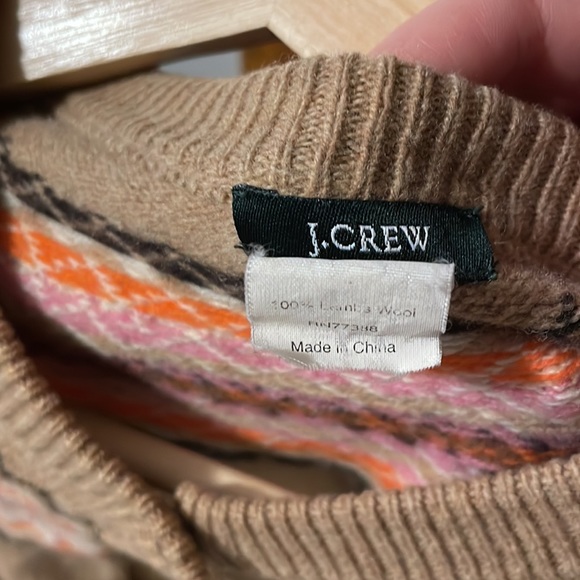 J.CREW
100% Lambs Wool
RN77388
Made in China